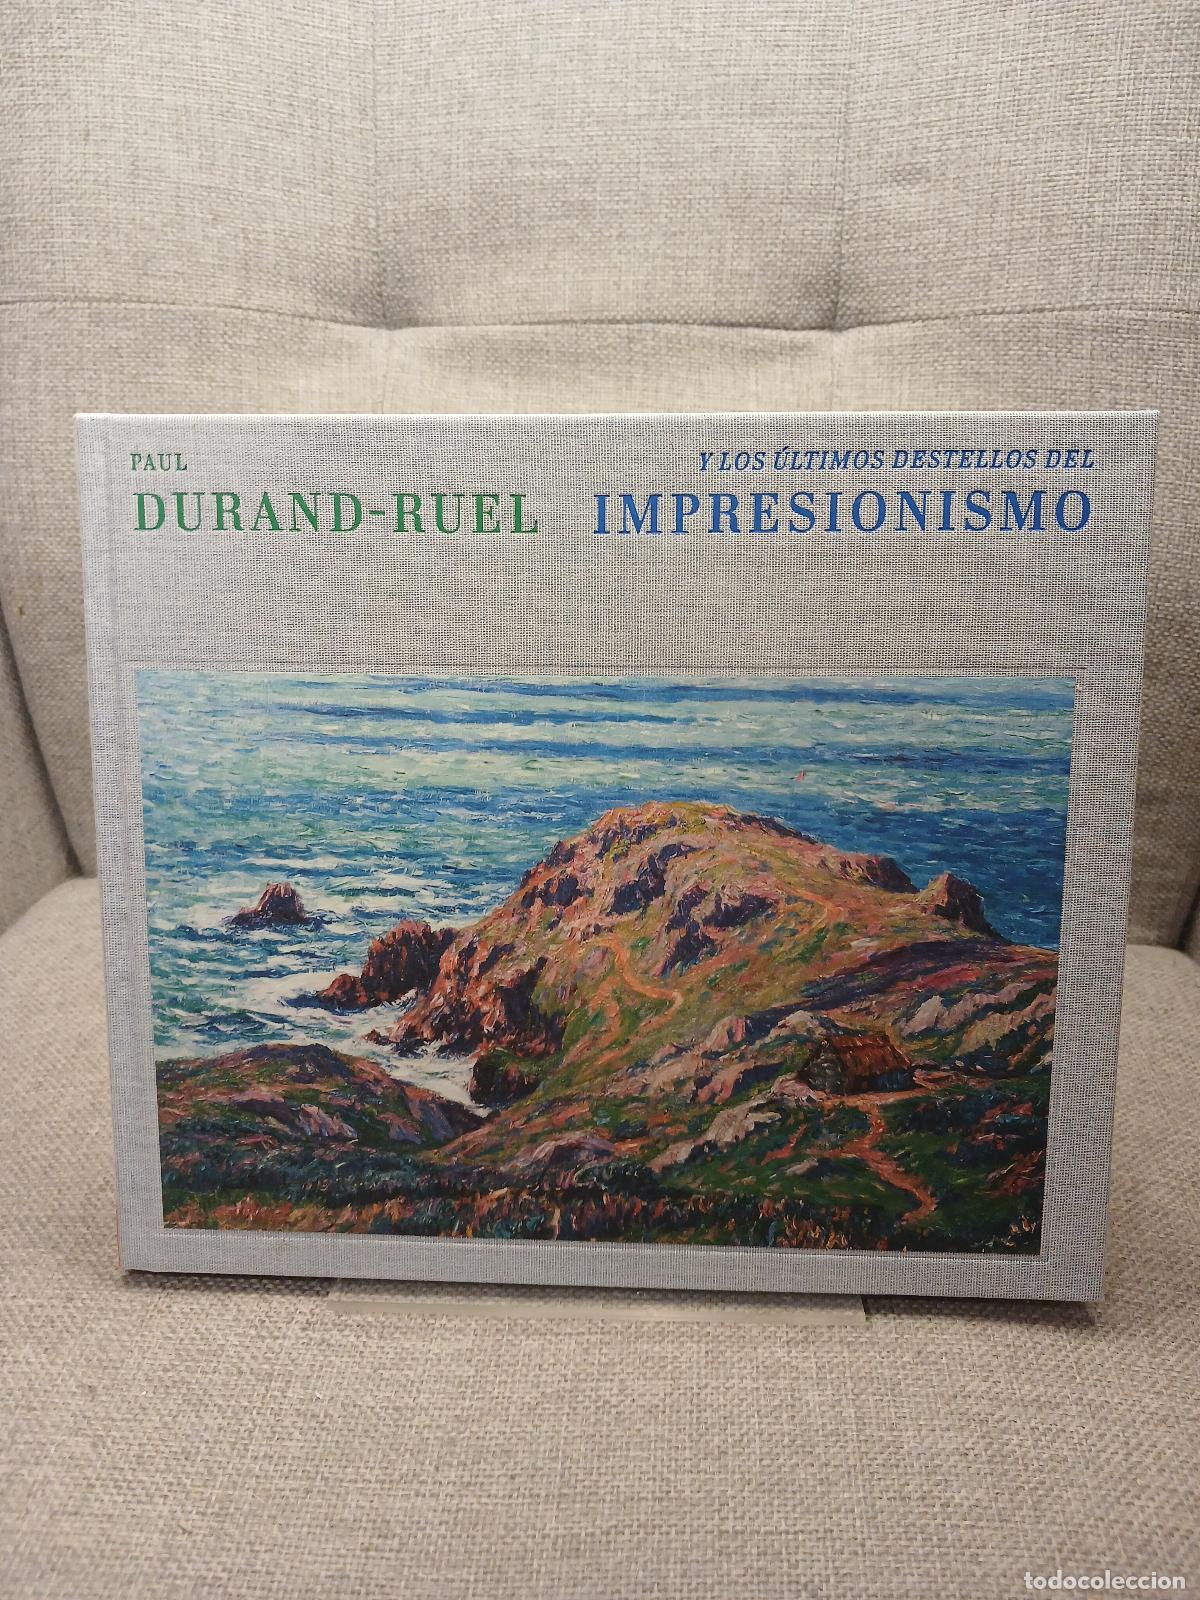 PAUL
DURAND-RUEL
Y LOS ÚLTIMOS DESTELLOS DEL
IMPRESIONISMO
todocoleccion